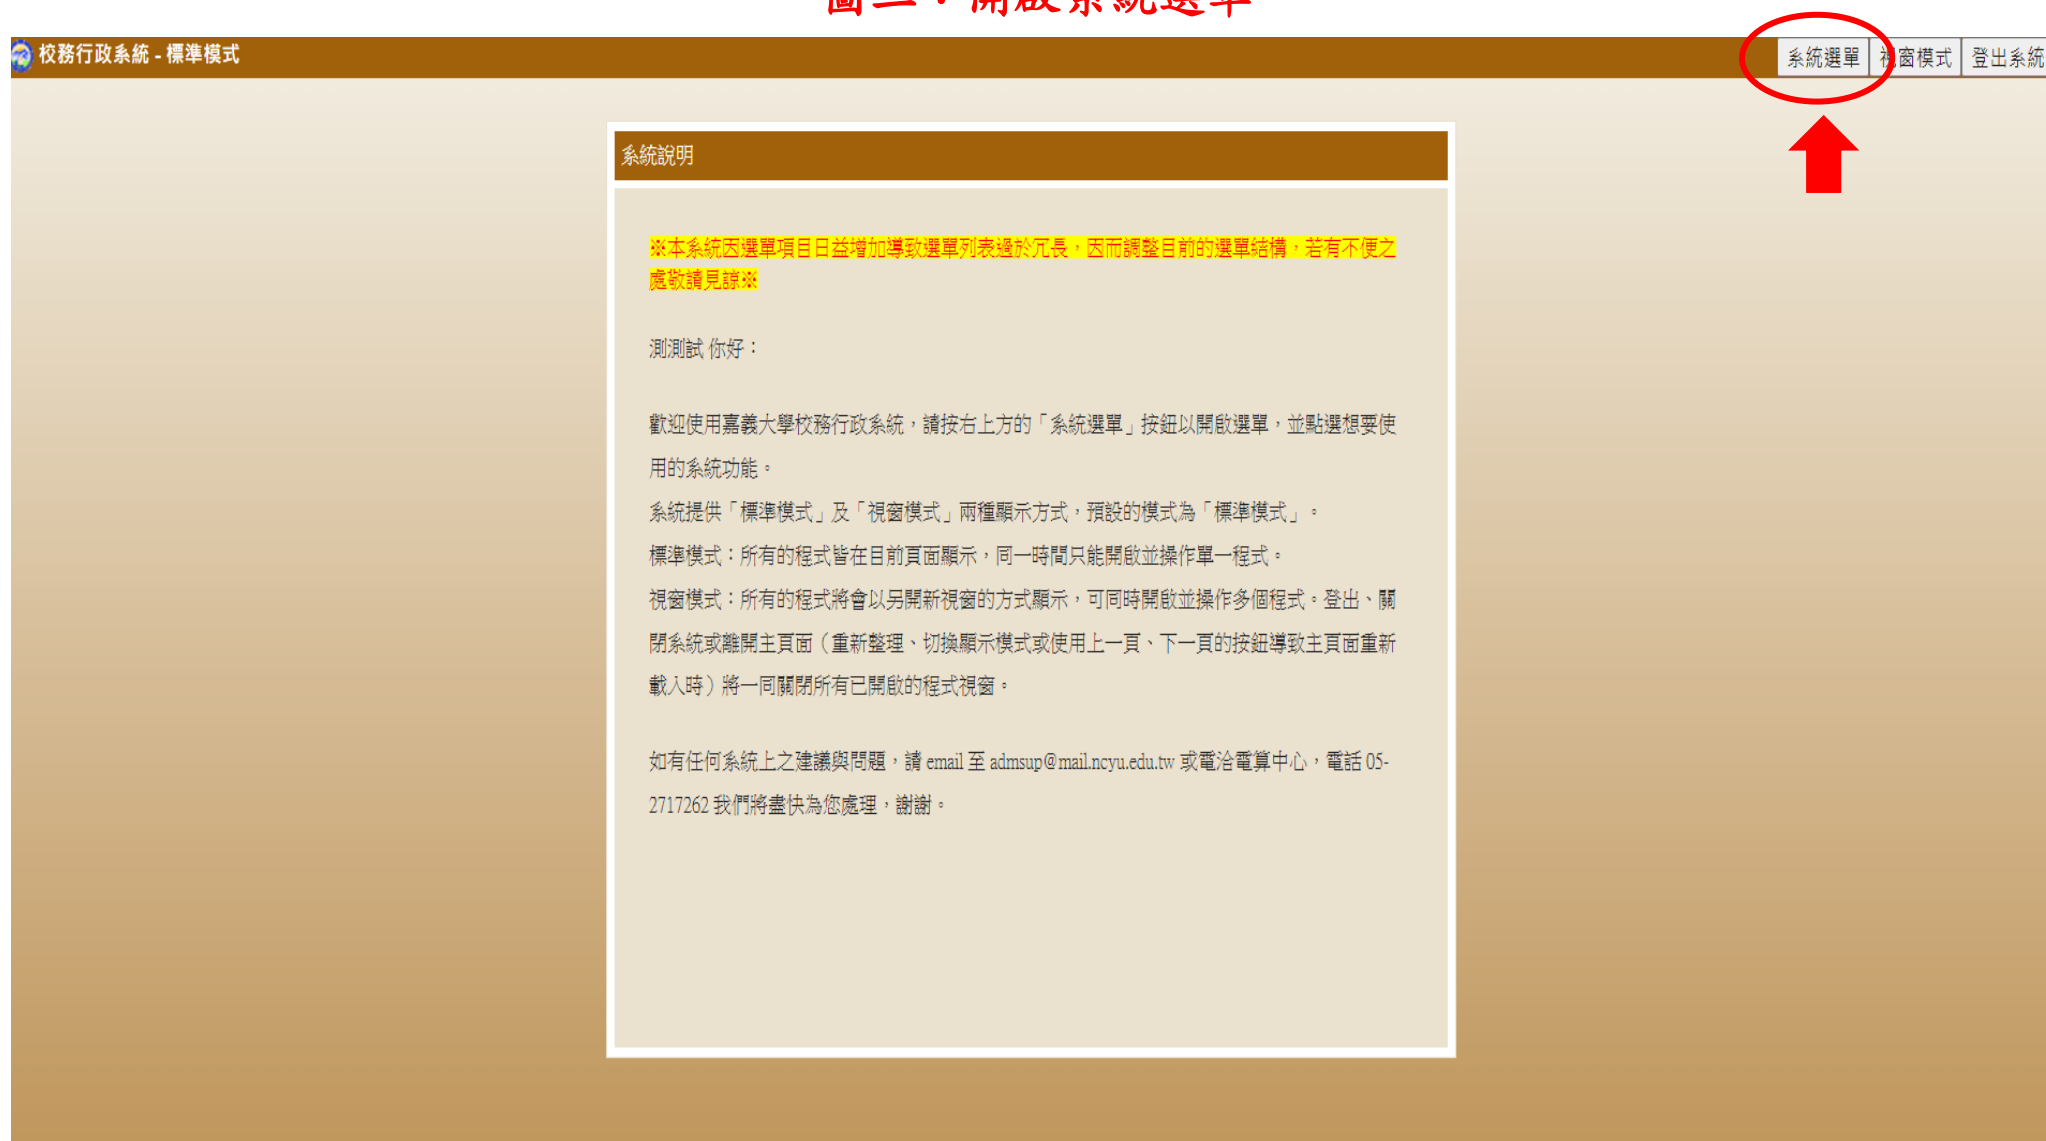 圖二：開啟系統選單
校務行政系統 - 標準模式
系統選單 視窗模式 登出系統
系統說明
※本系統因選單項目日益增加導致選單列表過於冗長，因而調整目前的選單結構，若有不便之
處敬請見諒※
測測試 你好：
歡迎使用嘉義大學校務行政系統，請按右上方的「系統選單」按鈕以開啟選單，並點選想要使
用的系統功能。
系統提供「標準模式」及「視窗模式」兩種顯示方式，預設的模式為「標準模式」。
標準模式：所有的程式皆在目前頁面顯示，同一時間只能開啟並操作單一程式。
視窗模式：所有的程式將會以另開新視窗的方式顯示，可同時開啟並操作多個程式。登出、關
閉系統或離開主頁面（重新整理、切換顯示模式或使用上一頁、下一頁的按鈕導致主頁面重新
載入時）將一同關閉所有已開啟的程式視窗。
如有任何系統上之建議與問題，請 email 至 admsup@mail.ncyu.edu.tw 或電洽電算中心，電話 05-
2717262 我們將盡快為您處理，謝謝。